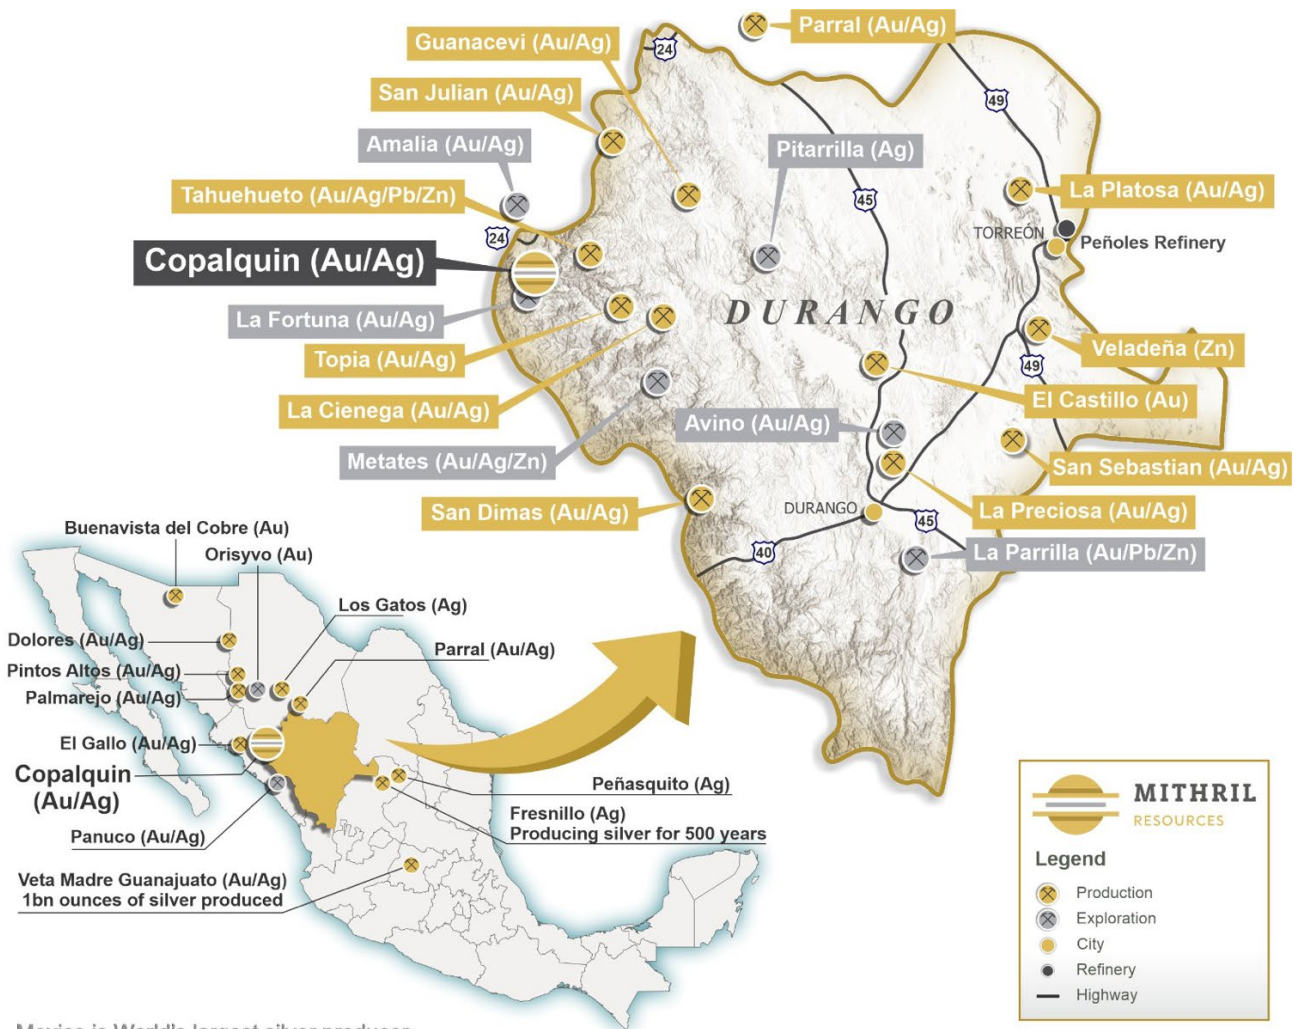 Parral (Au/Ag)
Guanacevi (Au/Ag)
24
San Julian (Au/Ag)
49
Amalia (Au/Ag)
Pitarrilla (Ag)
Tahuehueto (Au/Ag/Pb/Zn)
45
La Platosa (Au/Ag)
24
TORREÓN
Peñoles Refinery
Copalquin (Au/Ag)
DURANGO
La Fortuna (Au/Ag)
Topia (Au/Ag)
Veladeña (Zn)
49
La Cienega (Au/Ag)
El Castillo (Au)
Avino (Au/Ag)
Metates (Au/Ag/Zn)
San Sebastian (Au/Ag)
San Dimas (Au/Ag)
DURANGO
La Preciosa (Au/Ag)
45
40
La Parrilla (Au/Pb/Zn)
Buenavista del Cobre (Au)
Orisyvo (Au)
Los Gatos (Ag)
Dolores (Au/Ag)
Parral (Au/Ag)
Pintos Altos (Au/Ag)
Palmarejo (Au/Ag)
El Gallo (Au/Ag)
Copalquin
(Au/Ag)
Peñasquito (Ag)
Fresnillo (Ag)
Producing silver for 500 years
Panuco (Au/Ag)
Veta Madre Guanajuato (Au/Ag)
1bn ounces of silver produced
MITHRIL
RESOURCES
Legend
Production
Exploration
City
Refinery
Highway
Mexico is World's largest silver producer